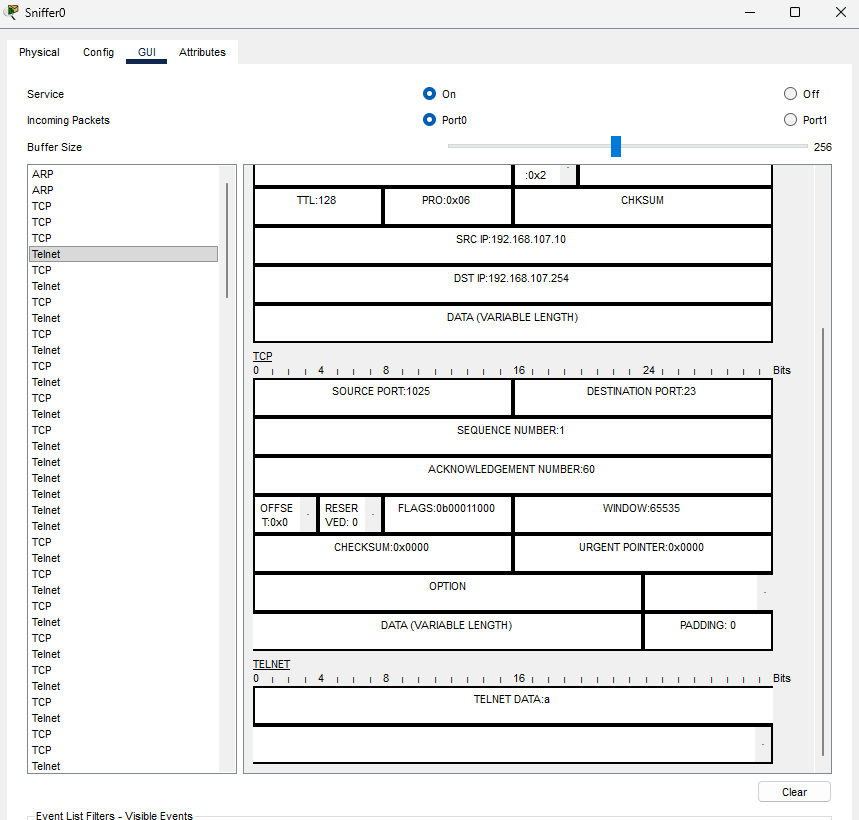 Sniffer0
Physical Config GUI Attributes
Service On Off
Incoming Packets Port0 Port1
Buffer Size 256
ARP
ARP
TCP
TCP
TCP
Telnet
TCP
Telnet
TCP
Telnet
TCP
Telnet
TCP
Telnet
TCP
Telnet
TCP
Telnet
Telnet
Telnet
Telnet
Telnet
Telnet
TCP
Telnet
TCP
Telnet
TCP
Telnet
TCP
Telnet
TCP
Telnet
TCP
Telnet
TCP
TCP
Telnet
:0x2
TTL:128 PRO:0x06 CHKSUM
SRC IP:192.168.107.10
DST IP:192.168.107.254
DATA (VARIABLE LENGTH)
TCP
0 4 8 16 24 Bits
SOURCE PORT:1025 DESTINATION PORT:23
SEQUENCE NUMBER:1
ACKNOWLEDGEMENT NUMBER:60
OFFSE RESER FLAGS:0b00011000 WINDOW:65535
T:0x0 VED: 0
CHECKSUM:0x0000 URGENT POINTER:0x0000
OPTION
DATA (VARIABLE LENGTH) PADDING: 0
TELNET
0 4 8 16 Bits
TELNET DATA:a
Clear
Event List Filters - Visible Events